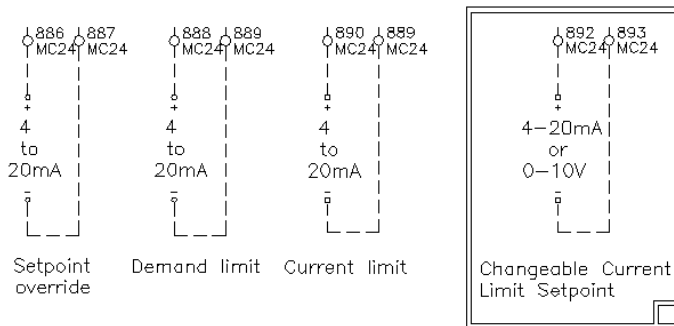 886 887
MC24 MC24
+
4
to
20mA
-
Setpoint
override
888 889
MC24 MC24
+
4
to
20mA
-
Demand limit
890 889
MC24 MC24
+
4
to
20mA
-
Current limit
892 893
MC24 MC24
+
4-20mA
or
0-10V
-
Changeable Current
Limit Setpoint